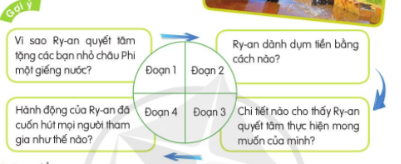 Gợi ý
Vì sao Ry-an quyết tâm
tặng các bạn nhỏ châu Phi
một giếng nước?
Đoạn 1
Đoạn 2
Ry-an dành dụm tiền bằng
cách nào?
Hành động của Ry-an đã
cuốn hút mọi người tham
gia như thế nào?
Đoạn 4
Đoạn 3
Chi tiết nào cho thấy Ry-an
quyết tâm thực hiện mong
muốn của mình?